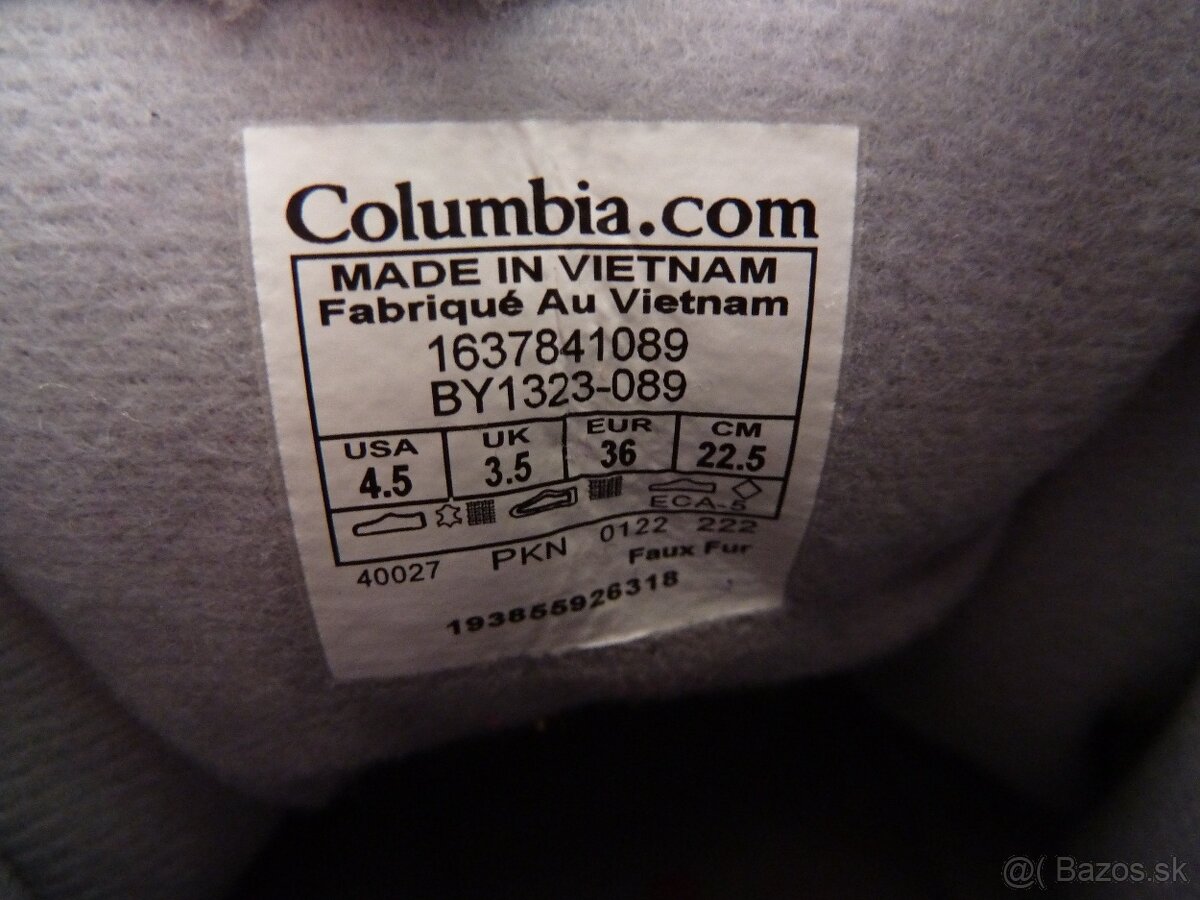 Columbia.com
MADE IN VIETNAM
Fabriqué Au Vietnam
1637841089
BY1323-089
USA UK EUR CM
4.5 3.5 36 22.5
ECA-5
40027 PKN 0122 222
Faux Fur
193855926318
@( Bazos.sk